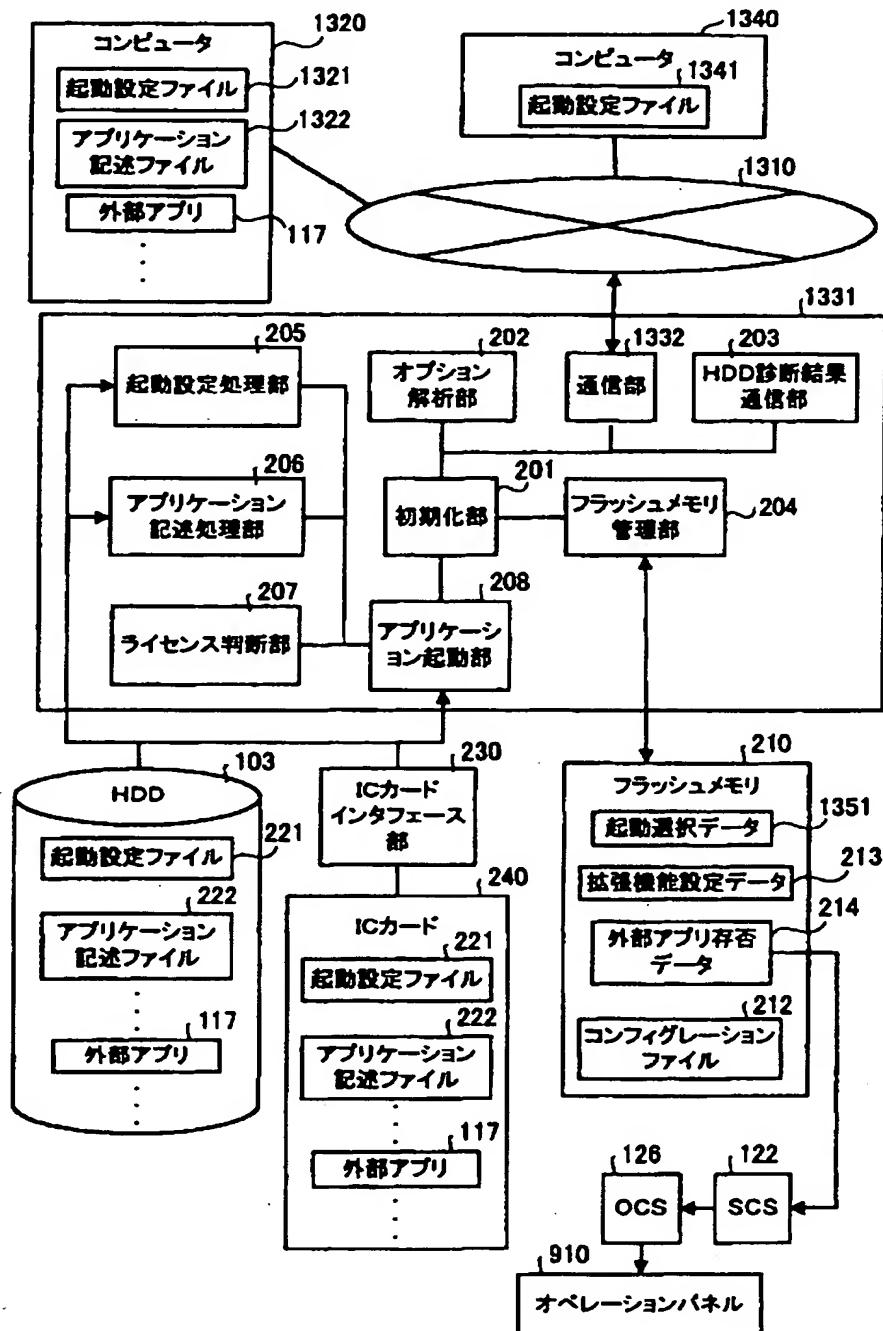 コンピュータ
1320
起動設定ファイル
1321
1322
アプリケーション
記述ファイル
外部アプリ
117
1340
コンピュータ
1341
起動設定ファイル
1310
1331
205
起動設定処理部
202
オプション
解析部
1332
通信部
203
HDD診断結果
通信部
206
アプリケーション
記述処理部
201
初期化部
フラッシュメモリ
管理部
204
207
ライセンス判断部
208
アプリケーシ
ョン起動部
103
HDD
起動設定ファイル
221
222
アプリケーション
記述ファイル
117
外部アプリ
230
ICカード
インタフェース
部
240
ICカード
221
起動設定ファイル
222
アプリケーション
記述ファイル
117
外部アプリ
210
フラッシュメモリ
起動選択データ
1351
拡張機能設定データ
213
外部アプリ存否
データ
214
212
コンフィグレーション
ファイル
126
OCS
122
SCS
910
オペレーションパネル